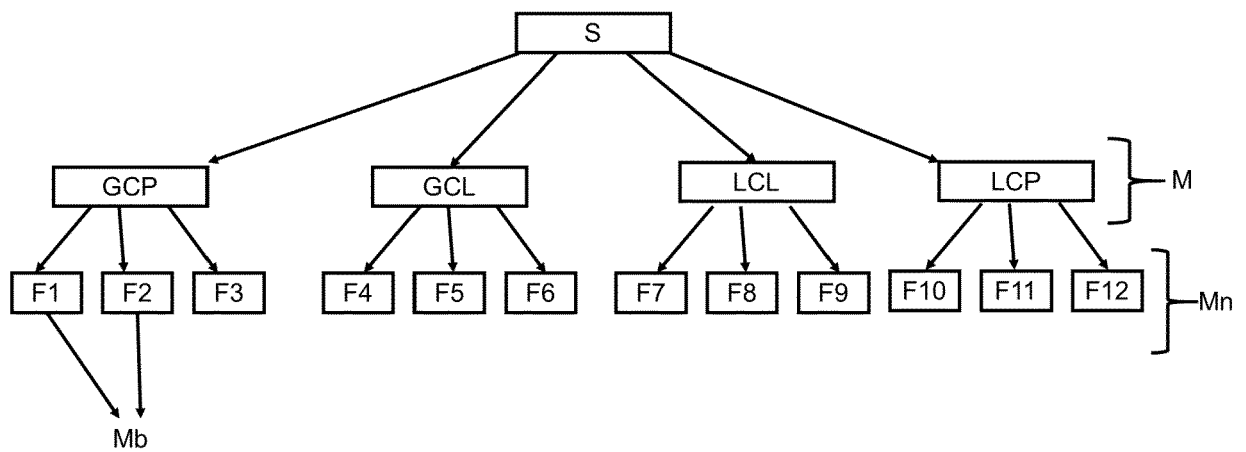 S
GCP GCL LCL LCP M
F1 F2 F3 F4 F5 F6 F7 F8 F9 F10 F11 F12 Mn
Mb